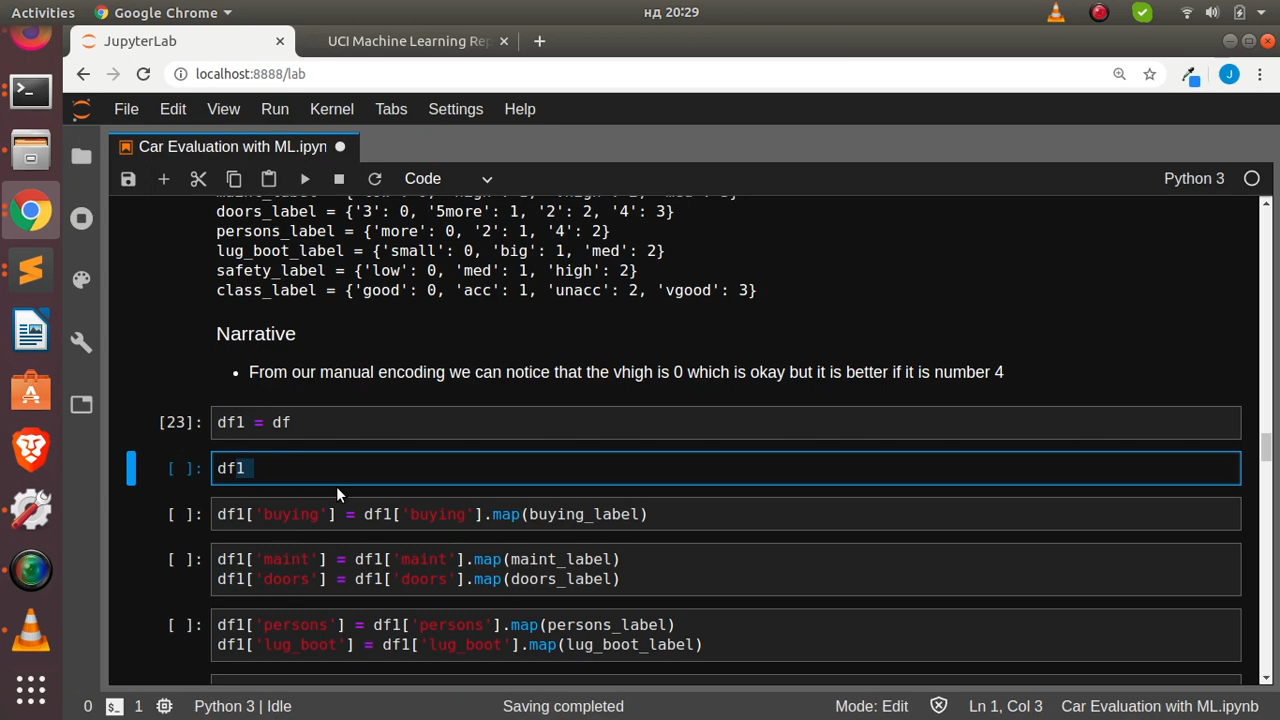 Activities Google Chrome нд 20:29
JupyterLab UCI Machine Learning Rep
localhost:8888/lab J
File Edit View Run Kernel Tabs Settings Help
Car Evaluation with ML.ipyn
Code Python 3
doors_label = {'3': 0, '5more': 1, '2': 2, '4': 3}
persons_label = {'more': 0, '2': 1, '4': 2}
lug_boot_label = {'small': 0, 'big': 1, 'med': 2}
safety_label = {'low': 0, 'med': 1, 'high': 2}
class_label = {'good': 0, 'acc': 1, 'unacc': 2, 'vgood': 3}
Narrative
• From our manual encoding we can notice that the vhigh is 0 which is okay but it is better if it is number 4
[23]: df1 = df
[ ]: df1
[ ]: df1['buying'] = df1['buying'].map(buying_label)
[ ]: df1['maint'] = df1['maint'].map(maint_label)
df1['doors'] = df1['doors'].map(doors_label)
[ ]: df1['persons'] = df1['persons'].map(persons_label)
df1['lug_boot'] = df1['lug_boot'].map(lug_boot_label)
0 1 Python 3 | Idle Saving completed Mode: Edit Ln 1, Col 3 Car Evaluation with ML.ipynb